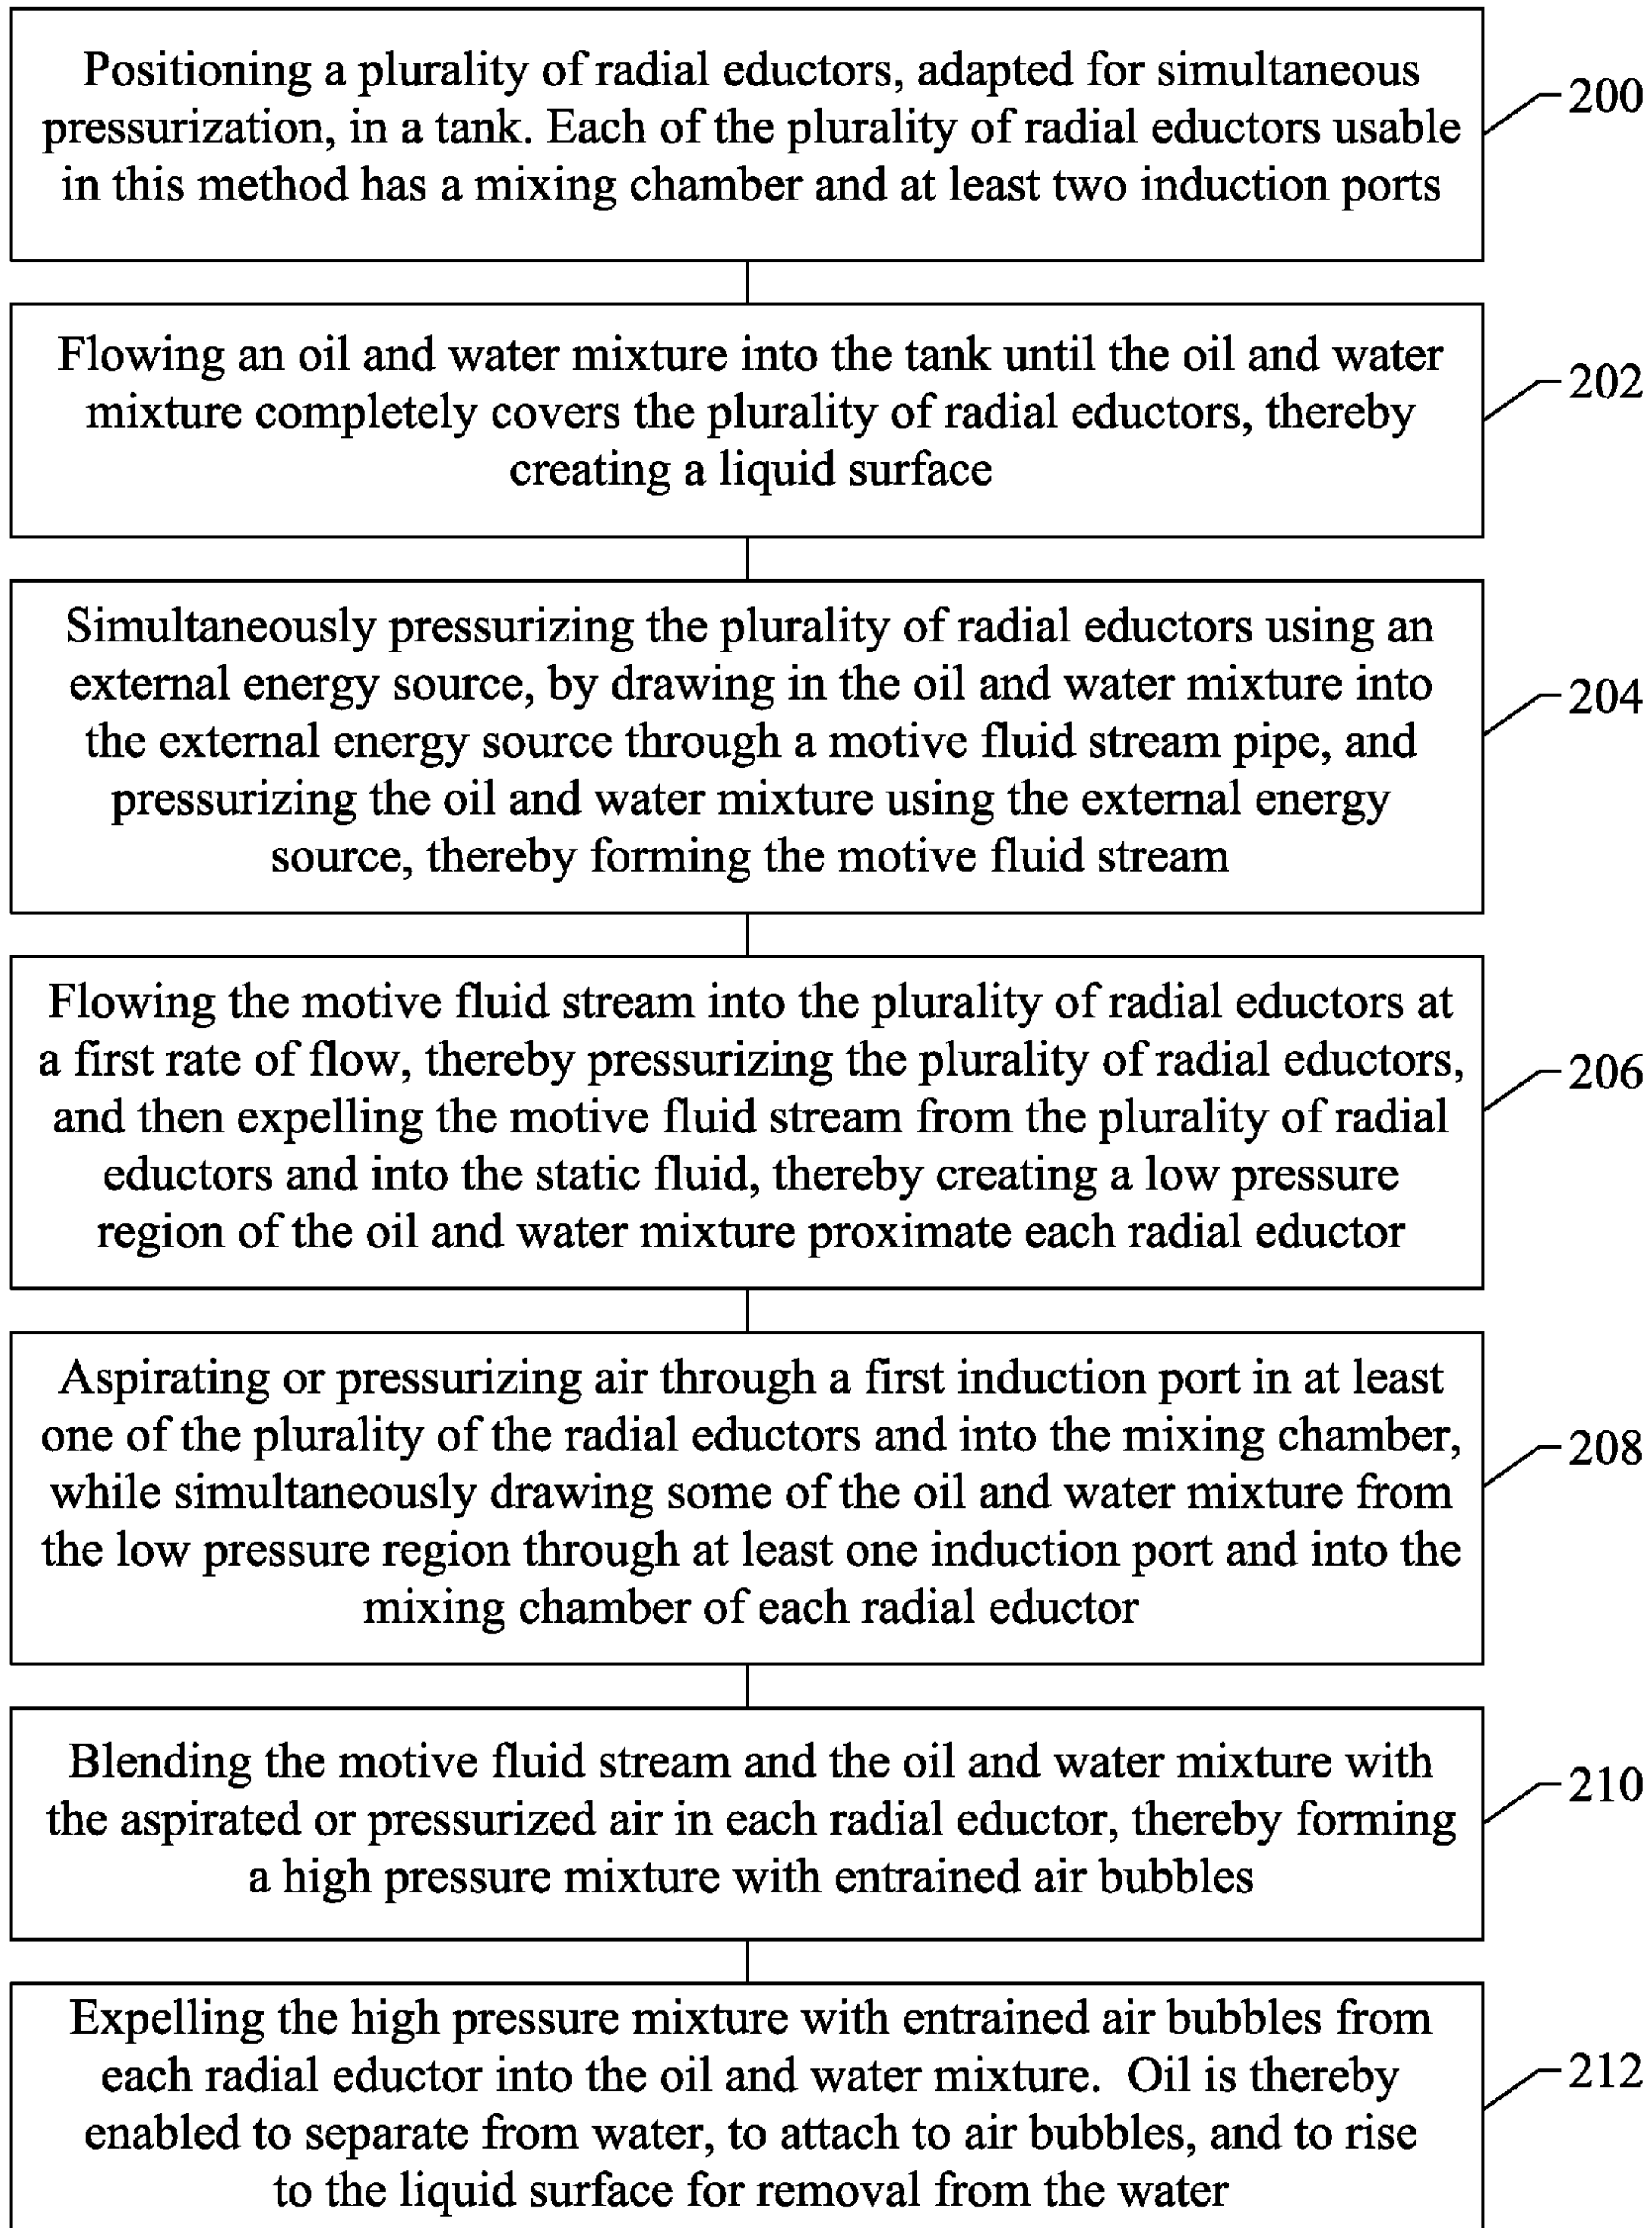 Positioning a plurality of radial eductors, adapted for simultaneous
pressurization, in a tank. Each of the plurality of radial eductors usable
in this method has a mixing chamber and at least two induction ports
200
Flowing an oil and water mixture into the tank until the oil and water
mixture completely covers the plurality of radial eductors, thereby
creating a liquid surface
202
Simultaneously pressurizing the plurality of radial eductors using an
external energy source, by drawing in the oil and water mixture into
the external energy source through a motive fluid stream pipe, and
pressurizing the oil and water mixture using the external energy
source, thereby forming the motive fluid stream
204
Flowing the motive fluid stream into the plurality of radial eductors at
a first rate of flow, thereby pressurizing the plurality of radial eductors,
and then expelling the motive fluid stream from the plurality of radial
eductors and into the static fluid, thereby creating a low pressure
region of the oil and water mixture proximate each radial eductor
206
Aspirating or pressurizing air through a first induction port in at least
one of the plurality of the radial eductors and into the mixing chamber,
while simultaneously drawing some of the oil and water mixture from
the low pressure region through at least one induction port and into the
mixing chamber of each radial eductor
208
Blending the motive fluid stream and the oil and water mixture with
the aspirated or pressurized air in each radial eductor, thereby forming
a high pressure mixture with entrained air bubbles
210
Expelling the high pressure mixture with entrained air bubbles from
each radial eductor into the oil and water mixture.  Oil is thereby
enabled to separate from water, to attach to air bubbles, and to rise
to the liquid surface for removal from the water
212